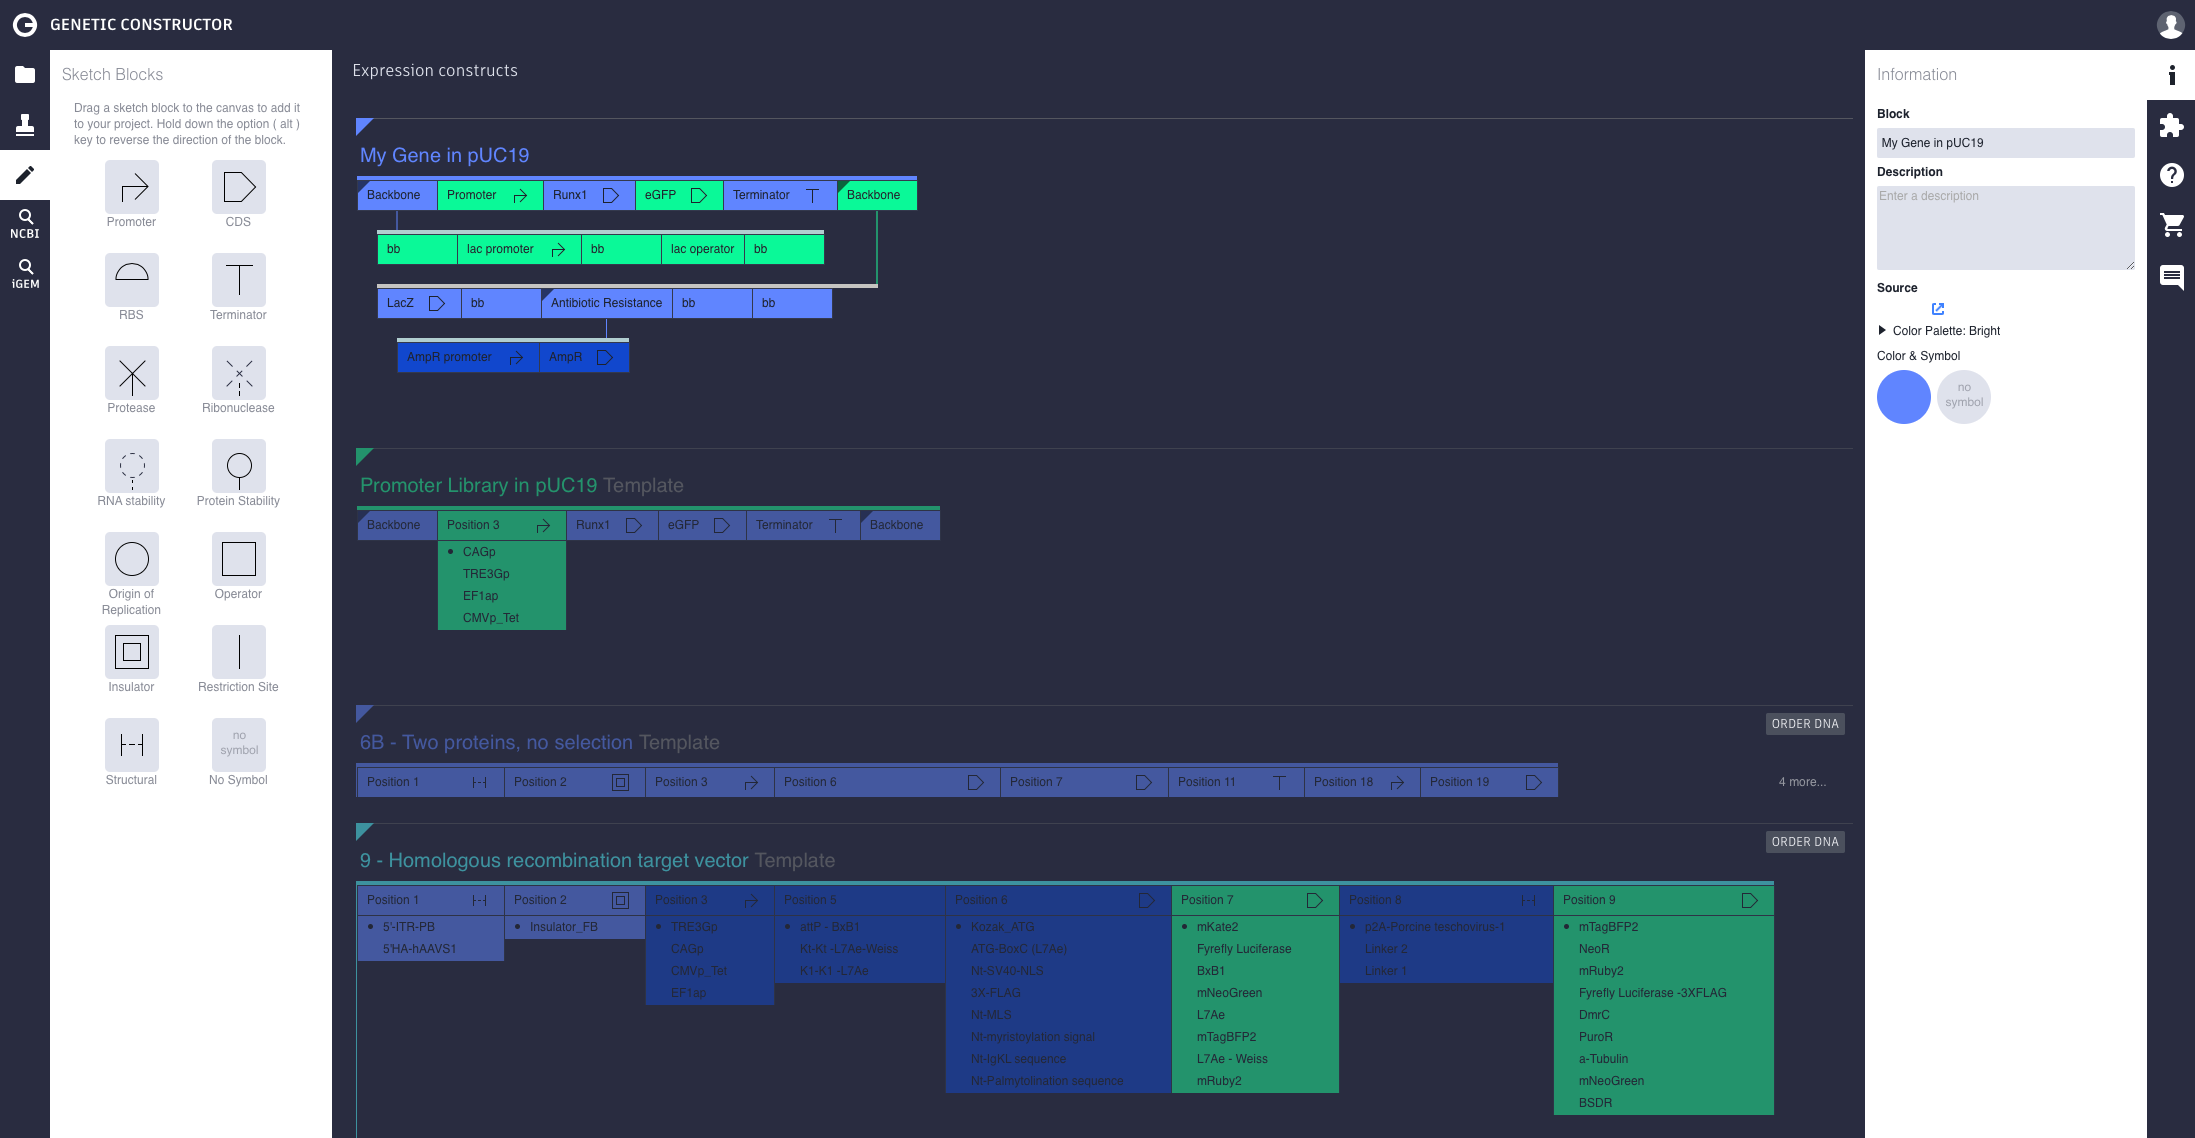 GENETIC CONSTRUCTOR
NCBI
iGEM
Sketch Blocks
Drag a sketch block to the canvas to add it
to your project. Hold down the option ( alt )
key to reverse the direction of the block.
Promoter
CDS
RBS
Terminator
Protease
Ribonuclease
RNA stability
Protein Stability
Origin of
Replication
Operator
Insulator
Restriction Site
no
symbol
Structural
No Symbol
Expression constructs
My Gene in pUC19
Backbone Promoter Runx1 eGFP Terminator Backbone
bb lac promoter bb lac operator bb
LacZ bb Antibiotic Resistance bb bb
AmpR promoter AmpR
Promoter Library in pUC19 Template
Backbone Position 3 Runx1 eGFP Terminator Backbone
• CAGp
TRE3Gp
EF1ap
CMVp_Tet
ORDER DNA
6B - Two proteins, no selection Template
Position 1 Position 2 Position 3 Position 6 Position 7 Position 11 Position 18 Position 19 4 more...
ORDER DNA
9 - Homologous recombination target vector Template
Position 1 Position 2 Position 3 Position 5 Position 6 Position 7 Position 8 Position 9
• 5'-ITR-PB
5'HA-hAAVS1
• Insulator_FB
• TRE3Gp
CAGp
CMVp_Tet
EF1ap
• attP - BxB1
Kt-Kt -L7Ae-Weiss
K1-K1 -L7Ae
• Kozak_ATG
ATG-BoxC (L7Ae)
Nt-SV40-NLS
3X-FLAG
Nt-MLS
Nt-myristoylation signal
Nt-IgKL sequence
Nt-Palmytolination sequence
• mKate2
Fyrefly Luciferase
BxB1
mNeoGreen
L7Ae
mTagBFP2
L7Ae - Weiss
mRuby2
• p2A-Porcine teschovirus-1
Linker 2
Linker 1
• mTagBFP2
NeoR
mRuby2
Fyrefly Luciferase -3XFLAG
DmrC
PuroR
a-Tubulin
mNeoGreen
BSDR
Information
Block
My Gene in pUC19
Description
Enter a description
Source
Color Palette: Bright
Color & Symbol
no
symbol